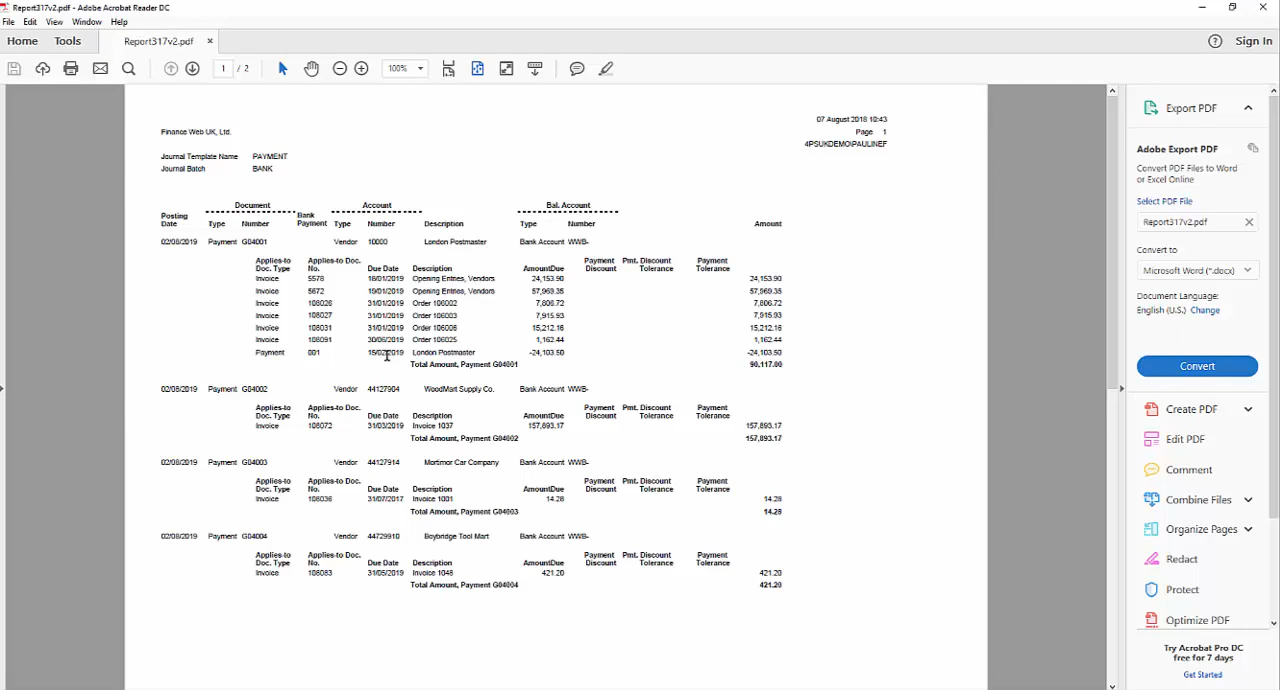 Report317v2.pdf - Adobe Acrobat Reader DC
File Edit View Window Help
Home Tools Report317v2.pdf × Sign In
1 / 2 100%
07 August 2018 10:43
Finance Web UK, Ltd. Page 1
4PSUKDEMO\PAULINEF
Journal Template Name PAYMENT
Journal Batch BANK
Document Account Bal. Account
Posting Date Type Number Bank Payment Type Number Description Type Number Amount
02/08/2019 Payment G04001 Vendor 10000 London Postmaster Bank Account WWB-
Applies-to Doc. Type Applies-to Doc. No. Due Date Description AmountDue Payment Discount Pmt. Discount Tolerance Payment Tolerance
Invoice 5578 18/01/2019 Opening Entries, Vendors 24,153.90 24,153.90
Invoice 5672 19/01/2019 Opening Entries, Vendors 57,969.35 57,969.35
Invoice 108026 31/01/2019 Order 106002 7,806.72 7,806.72
Invoice 108027 31/01/2019 Order 106003 7,915.93 7,915.93
Invoice 108031 31/01/2019 Order 106006 15,212.16 15,212.16
Invoice 108091 30/06/2019 Order 106025 1,162.44 1,162.44
Payment 001 15/02/2019 London Postmaster -24,103.50 -24,103.50
Total Amount, Payment G04001 90,117.00
02/08/2019 Payment G04002 Vendor 44127904 WoodMart Supply Co. Bank Account WWB-
Applies-to Doc. Type Applies-to Doc. No. Due Date Description AmountDue Payment Discount Pmt. Discount Tolerance Payment Tolerance
Invoice 108072 31/03/2019 Invoice 1037 157,893.17 157,893.17
Total Amount, Payment G04002 157,893.17
02/08/2019 Payment G04003 Vendor 44127914 Mortimor Car Company Bank Account WWB-
Applies-to Doc. Type Applies-to Doc. No. Due Date Description AmountDue Payment Discount Pmt. Discount Tolerance Payment Tolerance
Invoice 108036 31/07/2017 Invoice 1001 14.28 14.28
Total Amount, Payment G04003 14.28
02/08/2019 Payment G04004 Vendor 44729910 Boybridge Tool Mart Bank Account WWB-
Applies-to Doc. Type Applies-to Doc. No. Due Date Description AmountDue Payment Discount Pmt. Discount Tolerance Payment Tolerance
Invoice 108083 31/05/2019 Invoice 1048 421.20 421.20
Total Amount, Payment G04004 421.20
Export PDF
Adobe Export PDF
Convert PDF Files to Word
or Excel Online
Select PDF File
Report317v2.pdf ×
Convert to
Microsoft Word (*.docx)
Document Language:
English (U.S.) Change
Convert
Create PDF
Edit PDF
Comment
Combine Files
Organize Pages
Redact
Protect
Optimize PDF
Try Acrobat Pro DC
free for 7 days
Get Started